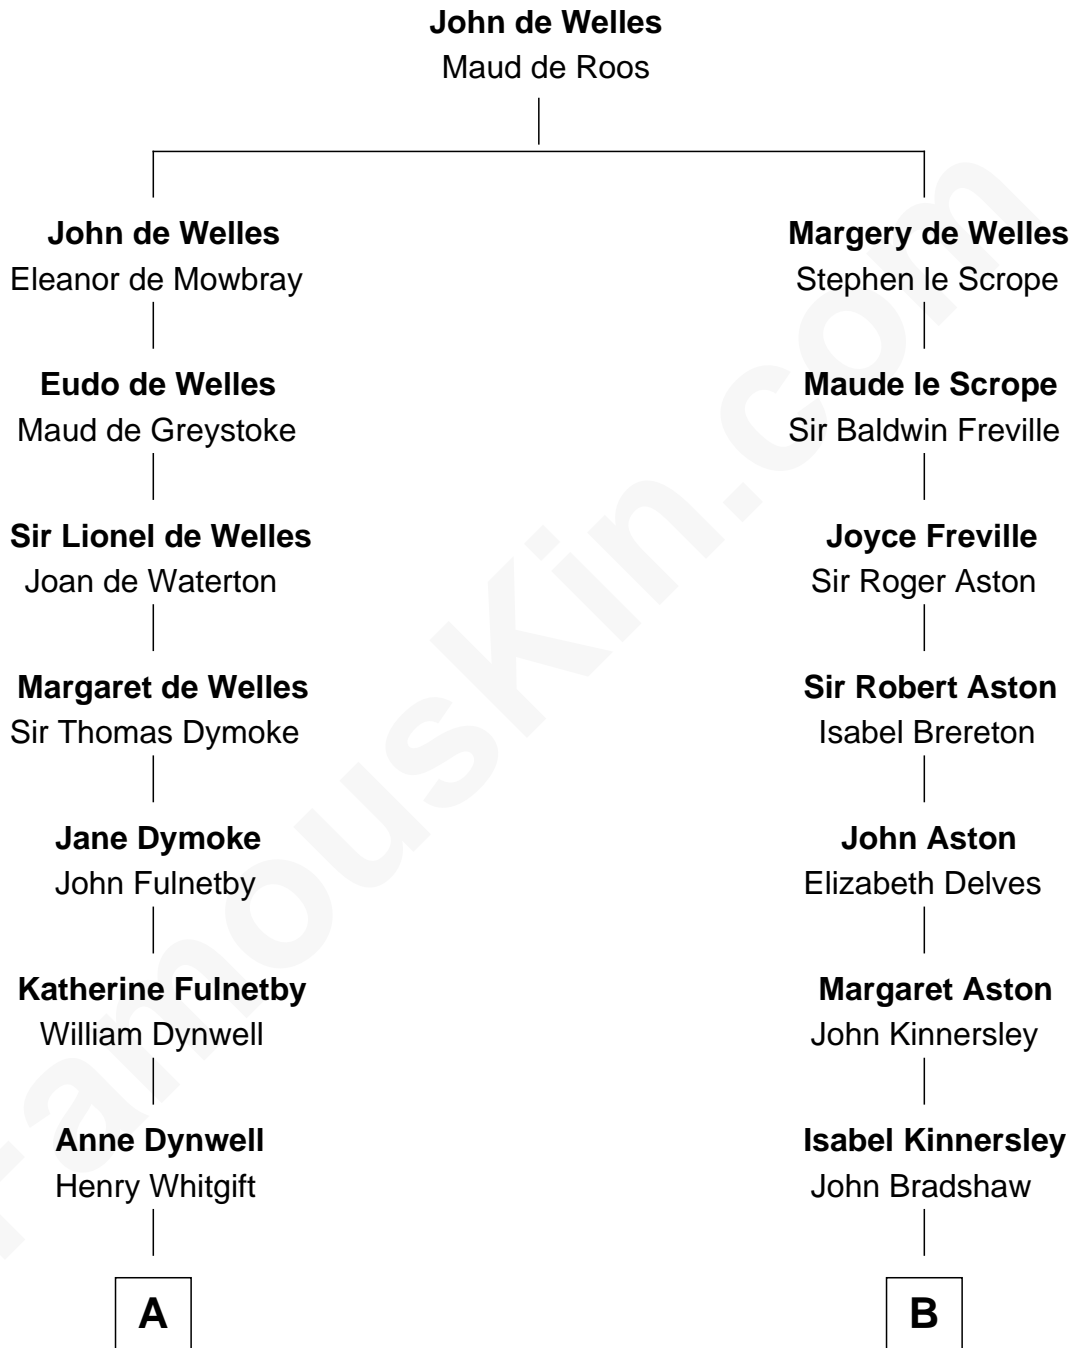 John de Welles
Maud de Roos
John de Welles
Eleanor de Mowbray
Eudo de Welles
Maud de Greystoke
Sir Lionel de Welles
Joan de Waterton
Margaret de Welles
Sir Thomas Dymoke
Jane Dymoke
John Fulnetby
Katherine Fulnetby
William Dynwell
Anne Dynwell
Henry Whitgift
A
Margery de Welles
Stephen le Scrope
Maude le Scrope
Sir Baldwin Freville
Joyce Freville
Sir Roger Aston
Sir Robert Aston
Isabel Brereton
John Aston
Elizabeth Delves
Margaret Aston
John Kinnersley
Isabel Kinnersley
John Bradshaw
B
FamousKin.com